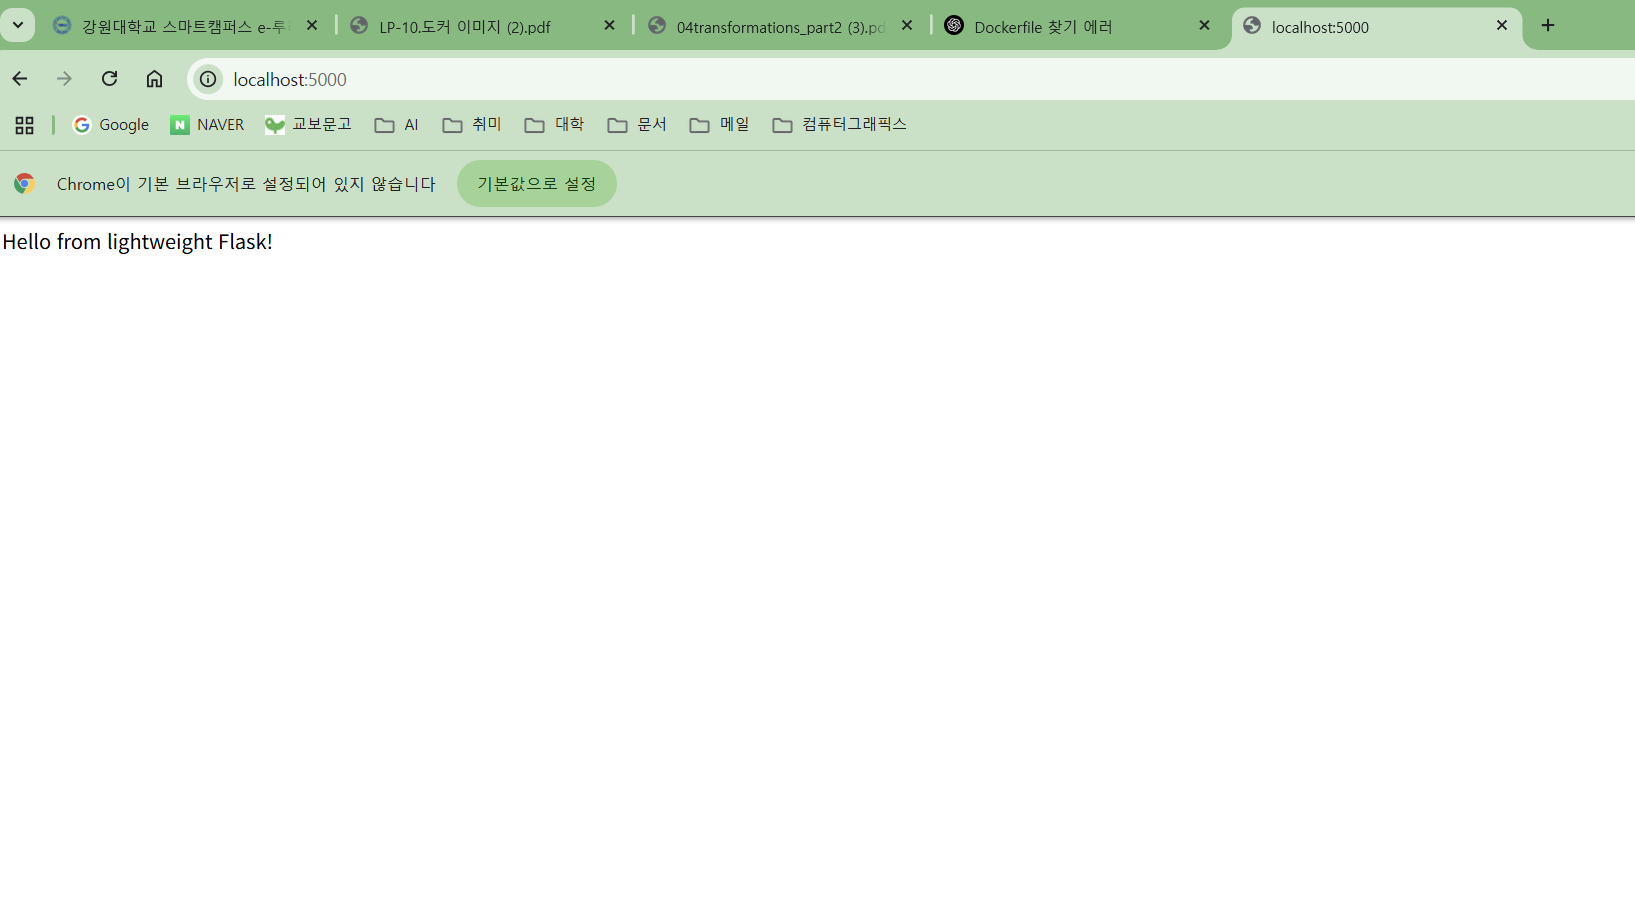 강원대학교 스마트캠퍼스 e-루
LP-10.도커 이미지 (2).pdf
04transformations_part2 (3).pd
Dockerfile 찾기 에러
localhost:5000
localhost:5000
Google
NAVER
교보문고
AI
취미
대학
문서
메일
컴퓨터그래픽스
Chrome이 기본 브라우저로 설정되어 있지 않습니다
기본값으로 설정
Hello from lightweight Flask!